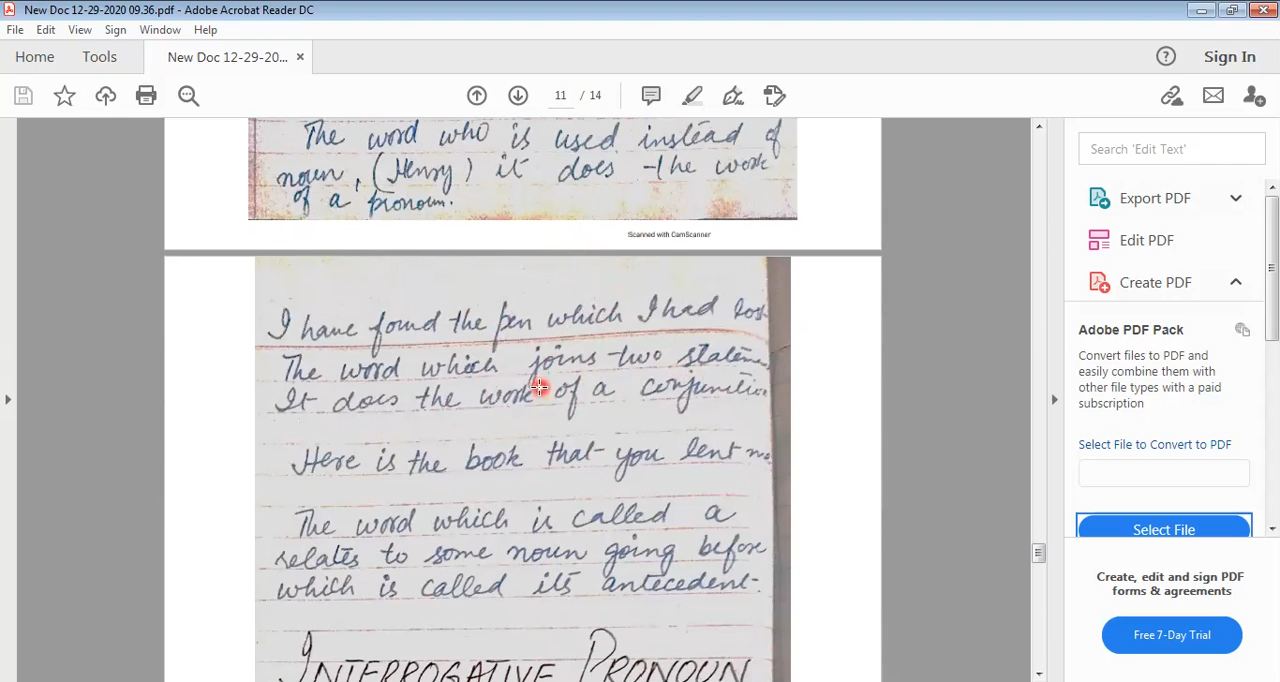 New Doc 12-29-2020 09.36.pdf - Adobe Acrobat Reader DC
File Edit View Sign Window Help
Home Tools New Doc 12-29-20... × Sign In
11 / 14
The word who is used instead of
noun, (Henry) it does the work
of a pronoun.
Scanned with CamScanner
I have found the pen which I had
The word which joins two
It does the work of a
Here is the book that you lent
The word which is called a
relates to some noun going before
which is called its antecedent.
INTERROGATIVE PRONOUN
Search 'Edit Text'
Export PDF
Edit PDF
Create PDF
Adobe PDF Pack
Convert files to PDF and
easily combine them with
other file types with a paid
subscription
Select File to Convert to PDF
Select File
Create, edit and sign PDF
forms & agreements
Free 7-Day Trial